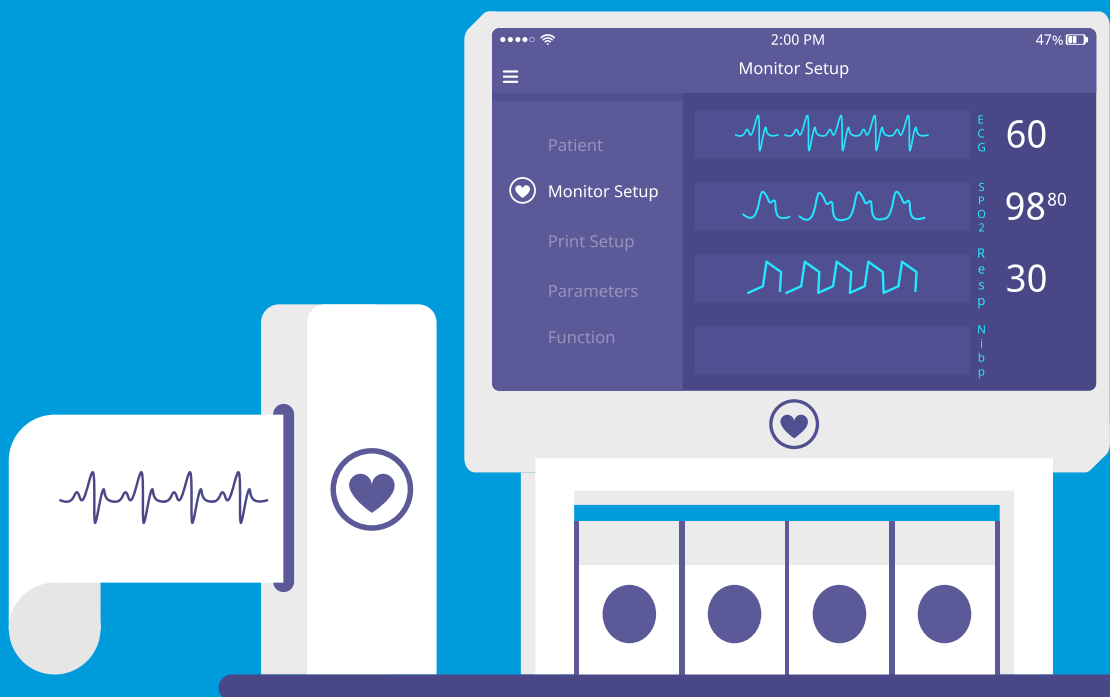 2:00 PM
47%
Monitor Setup
Patient
Monitor Setup
Print Setup
Parameters
Function
ECG
60
SPO2
98 80
Resp
30
Nibp